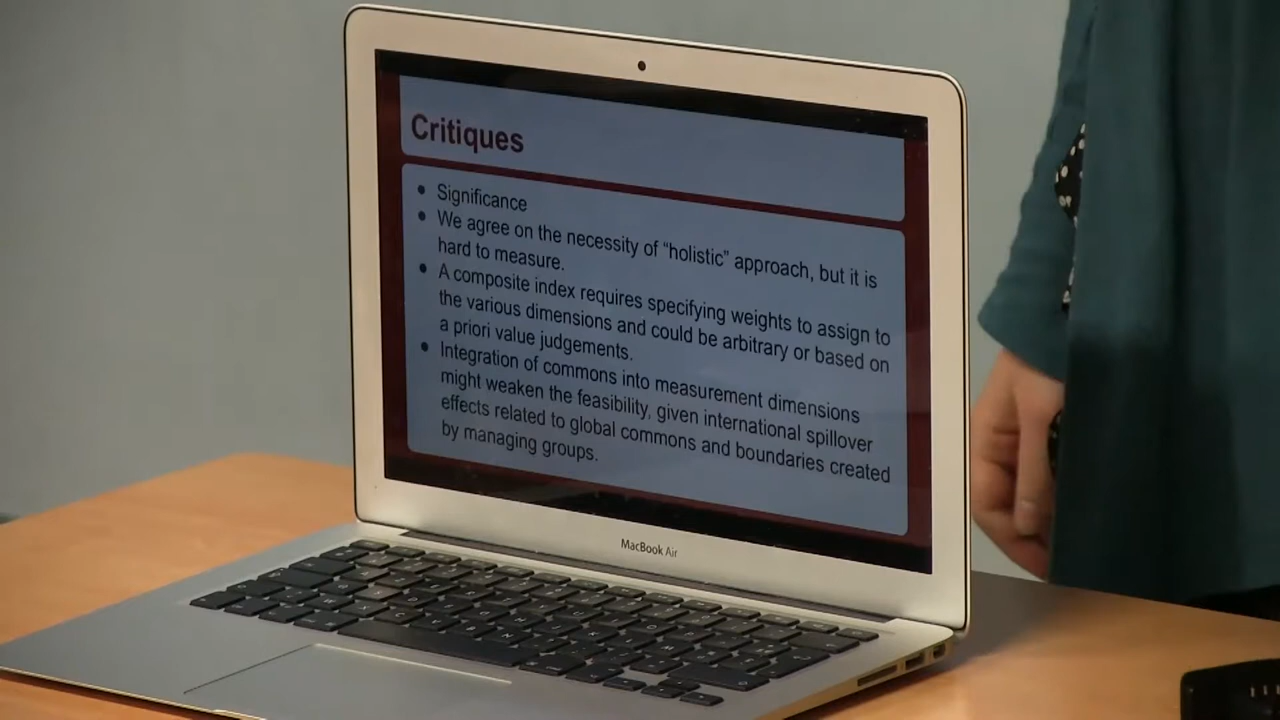 Critiques
• Significance
• We agree on the necessity of “holistic” approach, but it is
hard to measure.
• A composite index requires specifying weights to assign to
the various dimensions and could be arbitrary or based on
a priori value judgements.
• Integration of commons into measurement dimensions
might weaken the feasibility, given international spillover
effects related to global commons and boundaries created
by managing groups.
MacBook Air